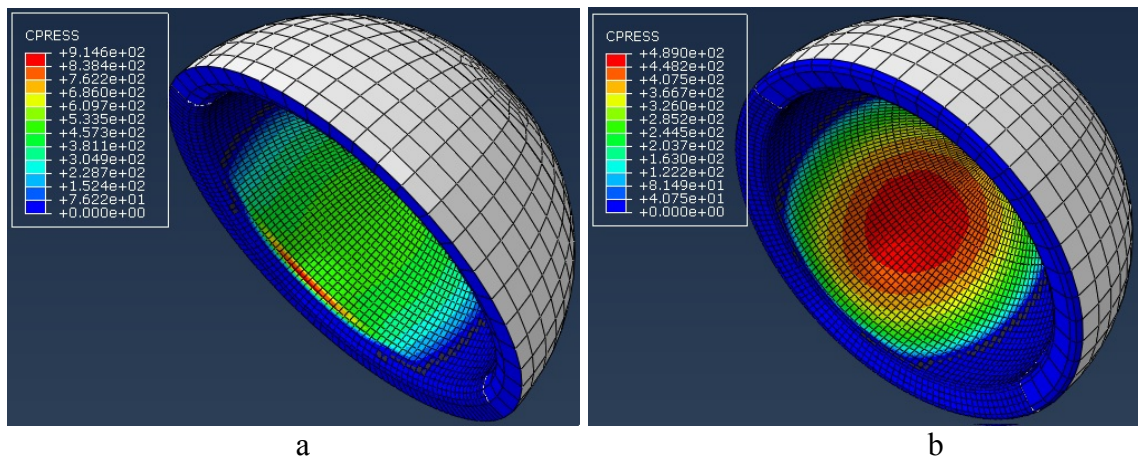 CPRESS
+9.146e+02
+8.384e+02
+7.622e+02
+6.860e+02
+6.097e+02
+5.335e+02
+4.573e+02
+3.811e+02
+3.049e+02
+2.287e+02
+1.524e+02
+7.622e+01
+0.000e+00
CPRESS
+4.890e+02
+4.482e+02
+4.075e+02
+3.667e+02
+3.260e+02
+2.852e+02
+2.445e+02
+2.037e+02
+1.630e+02
+1.222e+02
+8.149e+01
+4.075e+01
+0.000e+00
a
b